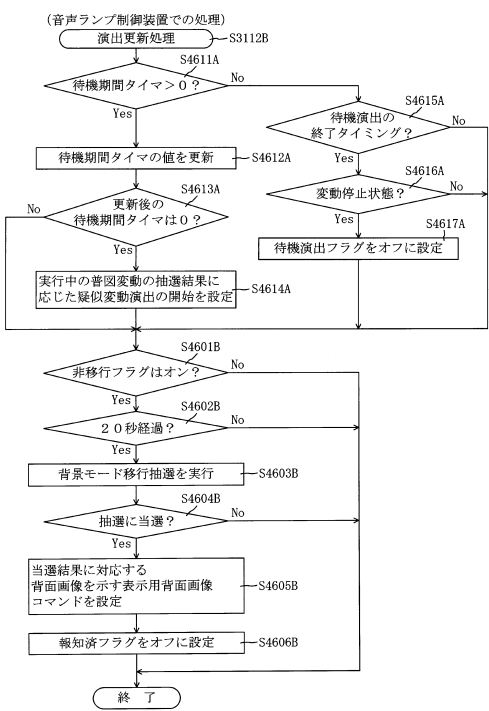 (音声ランプ制御装置での処理)
演出更新処理
S3112B
S4611A
待機期間タイマ>0?
No
Yes
S4615A
待機演出の
終了タイミング?
No
Yes
待機期間タイマの値を更新
S4612A
S4616A
変動停止状態?
No
Yes
S4613A
更新後の
待機期間タイマは0?
No
Yes
S4617A
待機演出フラグをオフに設定
実行中の普図変動の抽選結果に
応じた疑似変動演出の開始を設定
S4614A
S4601B
非移行フラグはオン?
No
Yes
S4602B
20秒経過?
No
Yes
背景モード移行抽選を実行
S4603B
S4604B
抽選に当選?
No
Yes
当選結果に対応する
背面画像を示す表示用背面画像
コマンドを設定
S4605B
報知済フラグをオフに設定
S4606B
終 了